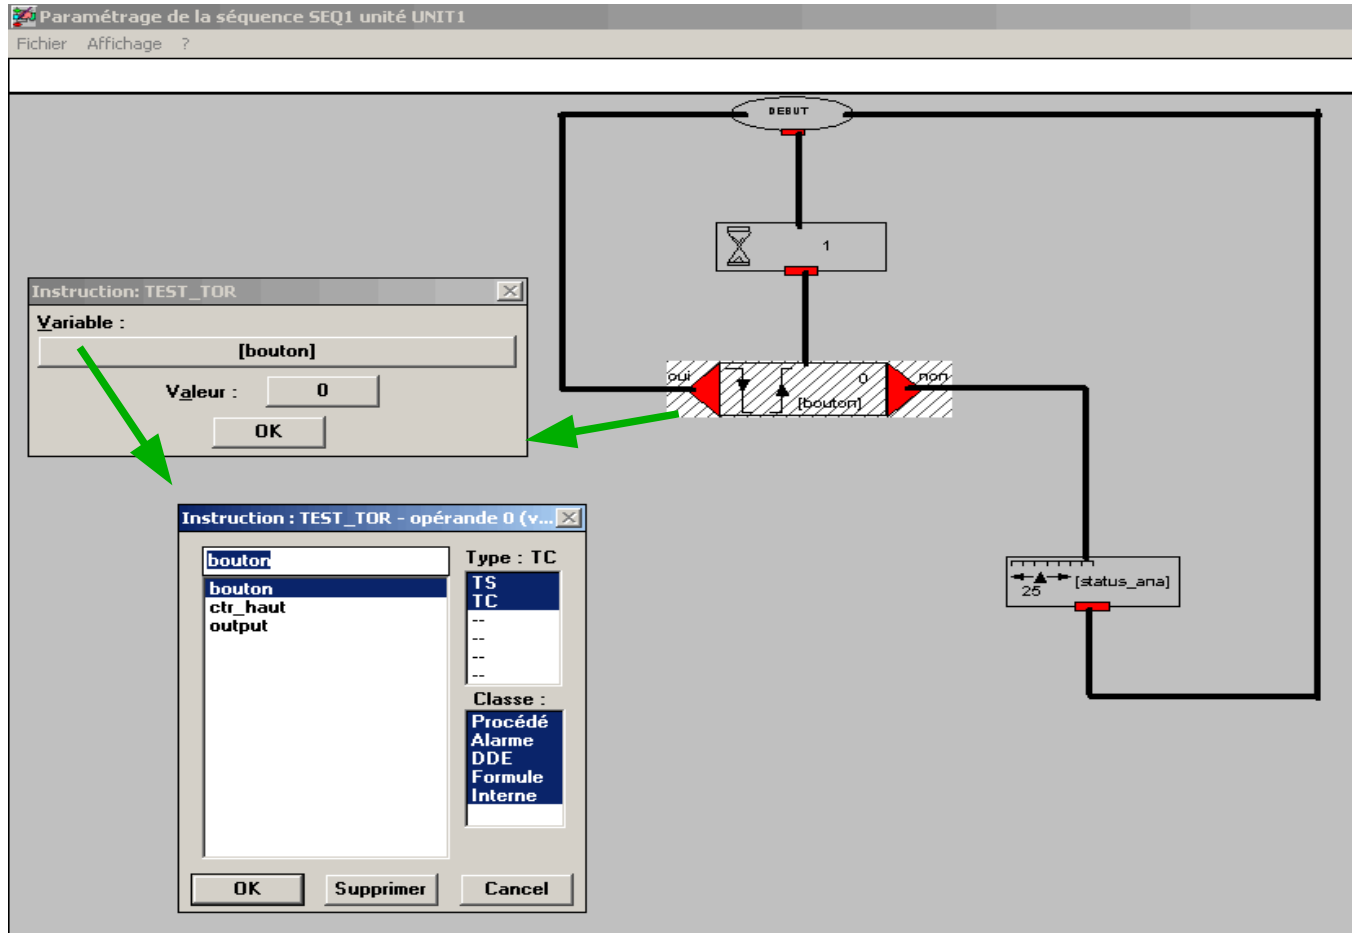 Paramétrage de la séquence SEQ1 unité UNIT1
Fichier Affichage ?
DEBUT
1
Instruction: TEST_TOR
Variable :
[bouton]
Valeur : 0
OK
oui 0 non
[bouton]
Instruction : TEST_TOR - opérande 0 (v...
bouton
bouton
ctr_haut
output
Type : TC
TS
TC
--
--
--
--
Classe :
Procédé
Alarme
DDE
Formule
Interne
OK Supprimer Cancel
25 [status_ana]